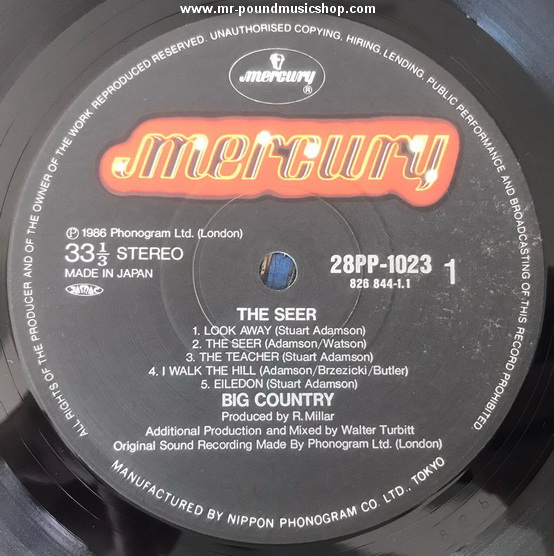 www.mr-poundmusicshop.com
ALL RIGHTS OF THE PRODUCER AND OF THE OWNER OF THE WORK REPRODUCED RESERVED. UNAUTHORISED COPYING, HIRING, LENDING, PUBLIC PERFORMANCE AND BROADCASTING OF THIS RECORD PROHIBITED
mercury
®
mercury
Ⓟ 1986 Phonogram Ltd. (London)
33 1/3 STEREO
MADE IN JAPAN
28PP-1023 1
826 844-1.1
THE SEER
1. LOOK AWAY (Stuart Adamson)
2. THE SEER (Adamson/Watson)
3. THE TEACHER (Stuart Adamson)
4. I WALK THE HILL (Adamson/Brzezicki/Butler)
5. EILEDON (Stuart Adamson)
BIG COUNTRY
Produced by R. Millar
Additional Production and Mixed by Walter Turbitt
Original Sound Recording Made By Phonogram Ltd. (London)
MANUFACTURED BY NIPPON PHONOGRAM CO. LTD., TOKYO